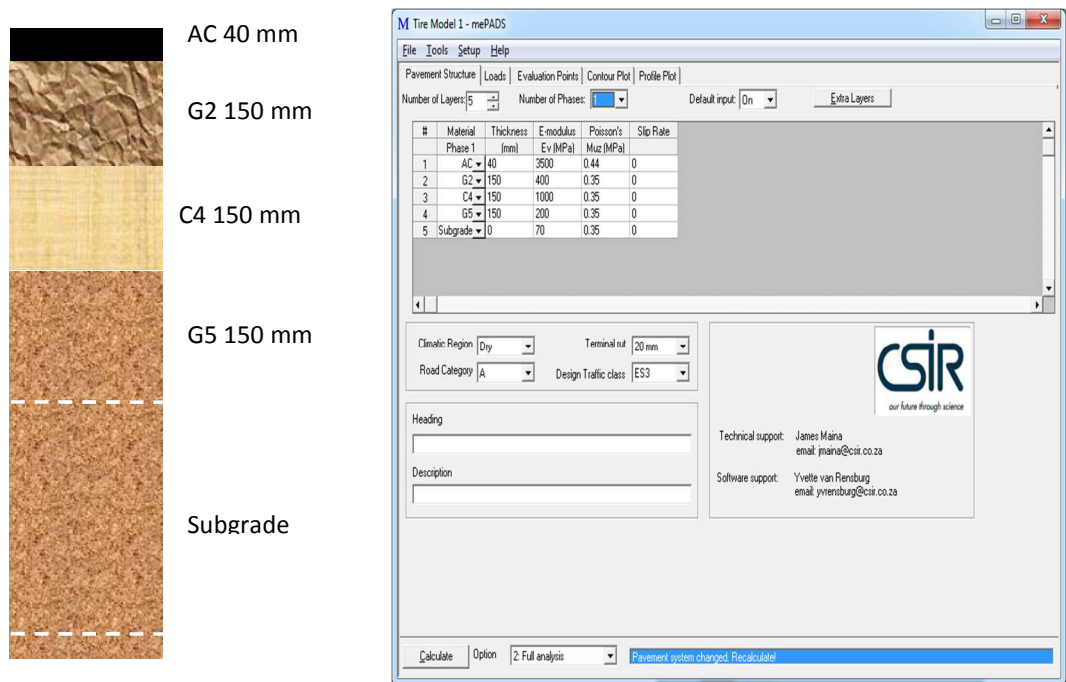 AC 40 mm
G2 150 mm
C4 150 mm
G5 150 mm
Subgrade
M Tire Model 1 - mePADS
File Tools Setup Help
Pavement Structure Loads Evaluation Points Contour Plot Profile Plot
Number of Layers: 5 Number of Phases: 1 Default input: On Extra Layers
# Material Thickness E-modulus Poisson's Slip Rate
Phase 1 (mm) Ev (MPa) Muz (MPa)
1 AC 40 3500 0.44 0
2 G2 150 400 0.35 0
3 C4 150 1000 0.35 0
4 G5 150 200 0.35 0
5 Subgrade 0 70 0.35 0
Climatic Region Dry Terminal rut 20 mm
Road Category A Design Traffic class ES3
CSIR
our future through science
Heading
Description
Technical support: James Maina
email: jmaina@csir.co.za
Software support: Yvette van Rensburg
email: yvrensburg@csir.co.za
Calculate Option 2: Full analysis Pavement system changed. Recalculate!